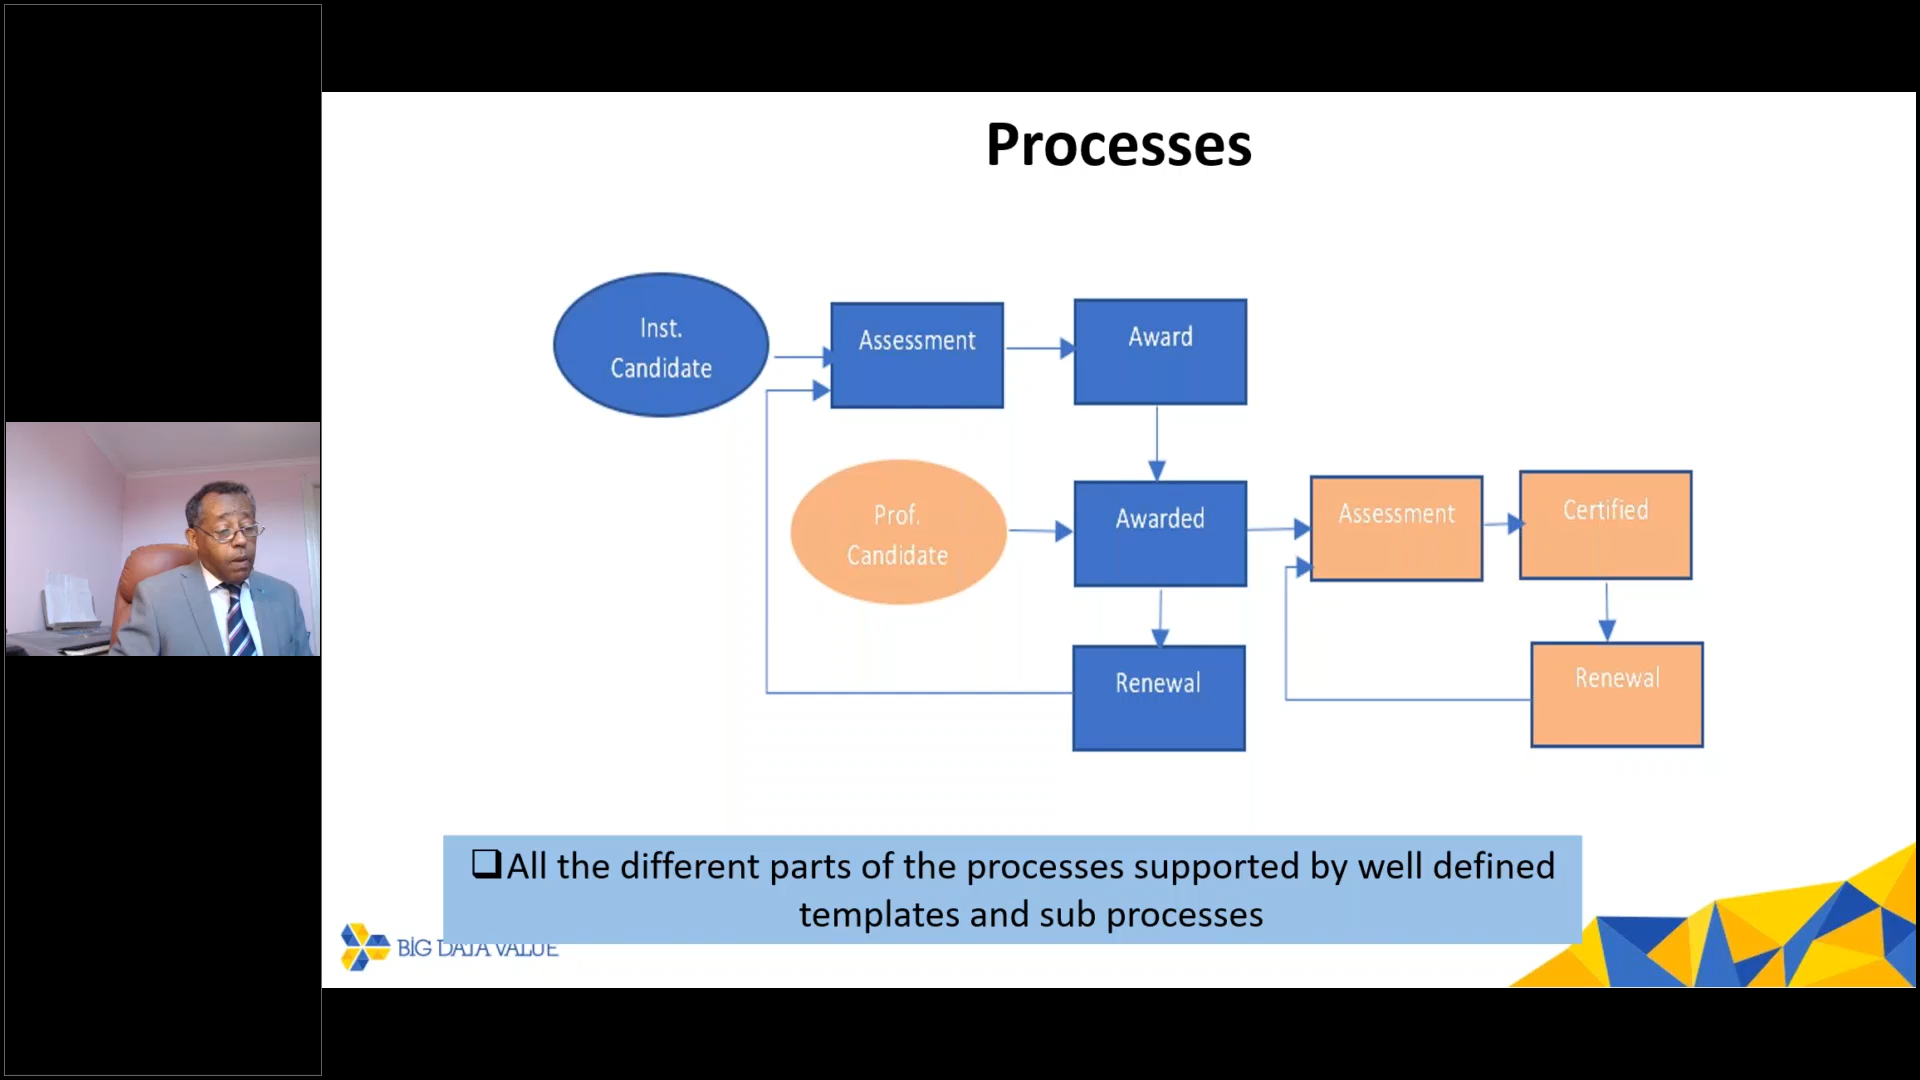 Processes
Inst.
Candidate
Assessment
Award
Prof.
Candidate
Awarded
Assessment
Certified
Renewal
Renewal
❑All the different parts of the processes supported by well defined
templates and sub processes
BIG DATA VALUE